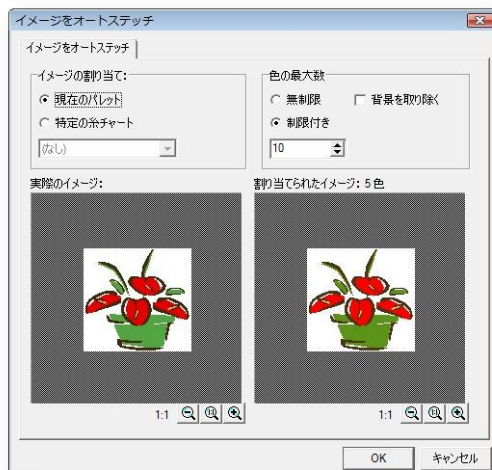 イメージをオートステッチ
イメージをオートステッチ
イメージの割り当て:
現在のパレット
特定の糸チャート
(なし)
色の最大数
無制限
背景を取り除く
制限付き
10
実際のイメージ:
割り当てられたイメージ: 5 色
1:1
1:1
OK
キャンセル